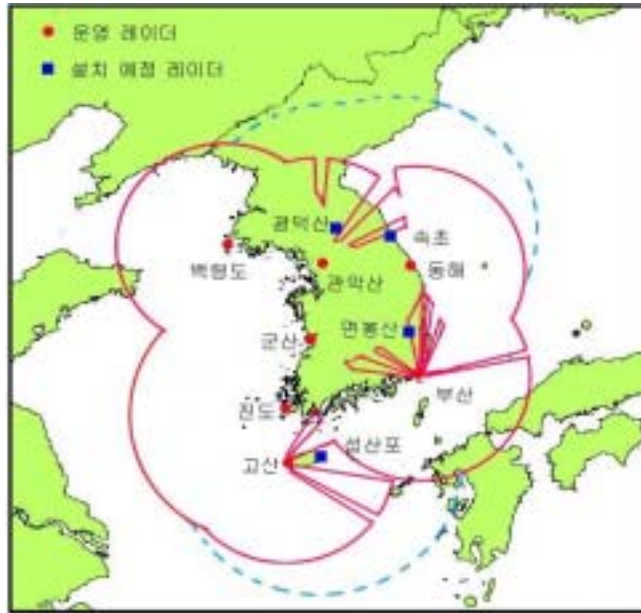 운영 레이더
설치 예정 레이더
광덕산
속초
백령도
관악산
동해
군산
면봉산
진도
부산
성산포
고산